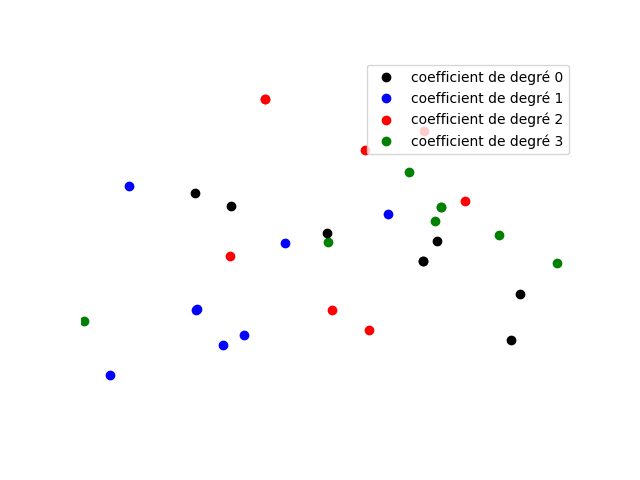 coefficient de degré 0
coefficient de degré 1
coefficient de degré 2
coefficient de degré 3